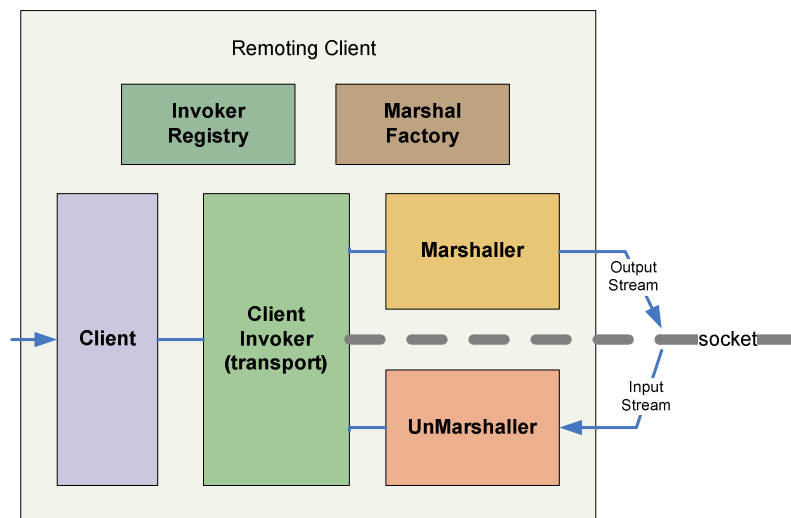 Remoting Client
Invoker
Registry
Marshal
Factory
Client
Client
Invoker
(transport)
Marshaller
Output
Stream
socket
Input
Stream
UnMarshaller